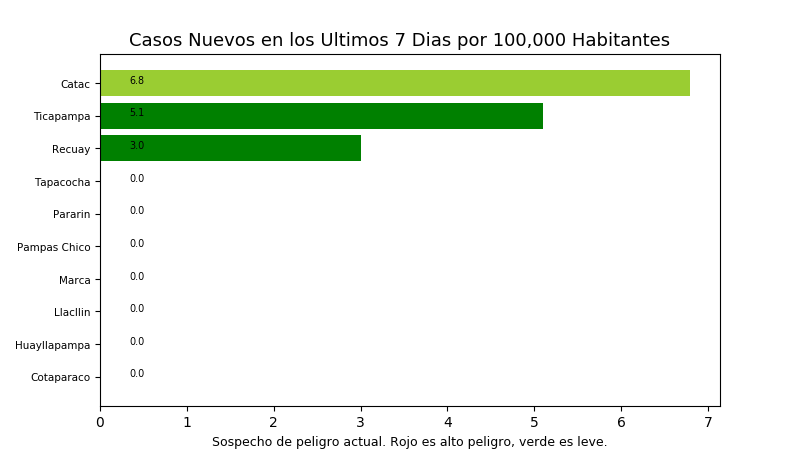 Casos Nuevos en los Ultimos 7 Dias por 100,000 Habitantes
Catac 6.8
Ticapampa 5.1
Recuay 3.0
Tapacocha 0.0
Pararin 0.0
Pampas Chico 0.0
Marca 0.0
Llacllin 0.0
Huayllapampa 0.0
Cotaparaco 0.0
0 1 2 3 4 5 6 7
Sospecho de peligro actual. Rojo es alto peligro, verde es leve.